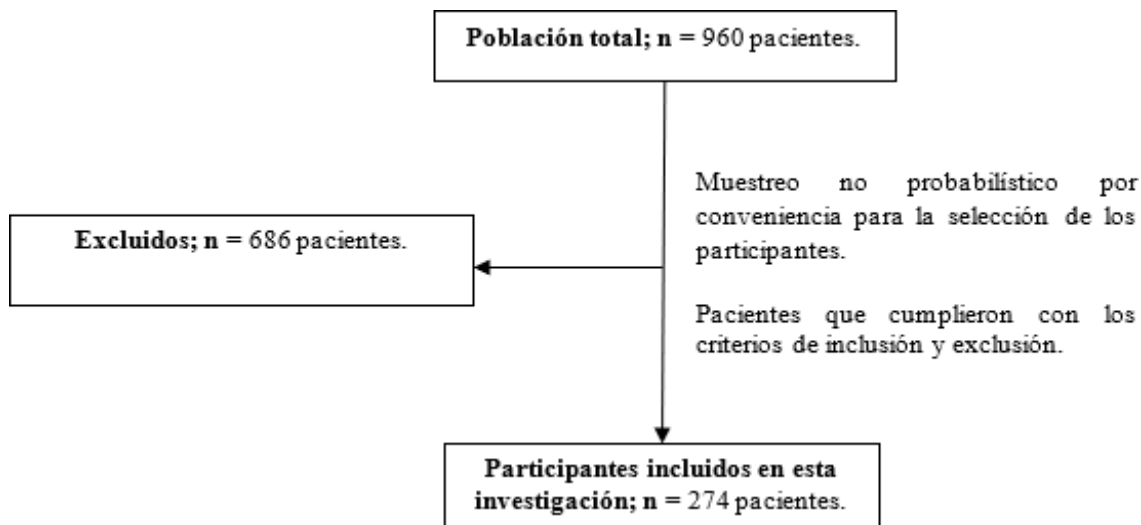 Población total; n = 960 pacientes.
Muestreo no probabilístico por
conveniencia para la selección de los
participantes.
Excluidos; n = 686 pacientes.
Pacientes que cumplieron con los
criterios de inclusión y exclusión.
Participantes incluidos en esta
investigación; n = 274 pacientes.